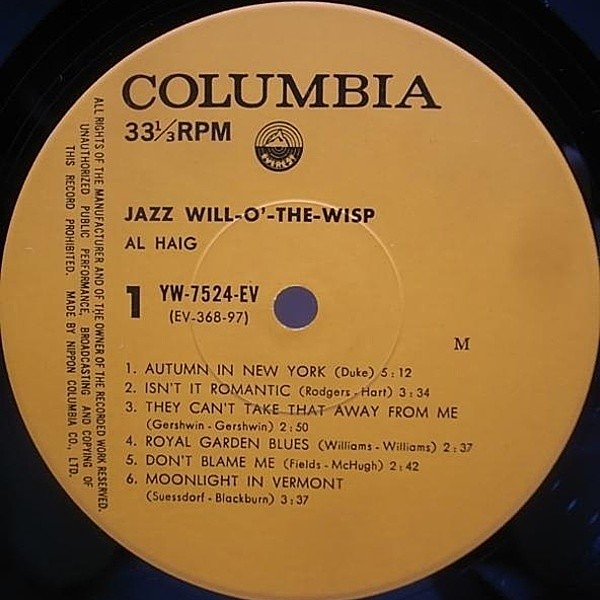 COLUMBIA
33⅓RPM
EVEREST
JAZZ WILL-O'-THE-WISP
AL HAIG
1 YW-7524-EV
(EV-368-97)
M
1. AUTUMN IN NEW YORK (Duke) 5:12
2. ISN'T IT ROMANTIC (Rodgers - Hart) 3:34
3. THEY CAN'T TAKE THAT AWAY FROM ME
(Gershwin - Gershwin) 2:50
4. ROYAL GARDEN BLUES (Williams - Williams) 2:37
5. DON'T BLAME ME (Fields - McHugh) 2:42
6. MOONLIGHT IN VERMONT
(Suessdorf - Blackburn) 3:37
ALL RIGHTS OF THE MANUFACTURER AND OF THE OWNER OF THE RECORDED WORK RESERVED.
UNAUTHORIZED PUBLIC PERFORMANCE, BROADCASTING AND COPYING OF
THIS RECORD PROHIBITED. MADE BY NIPPON COLUMBIA CO., LTD.